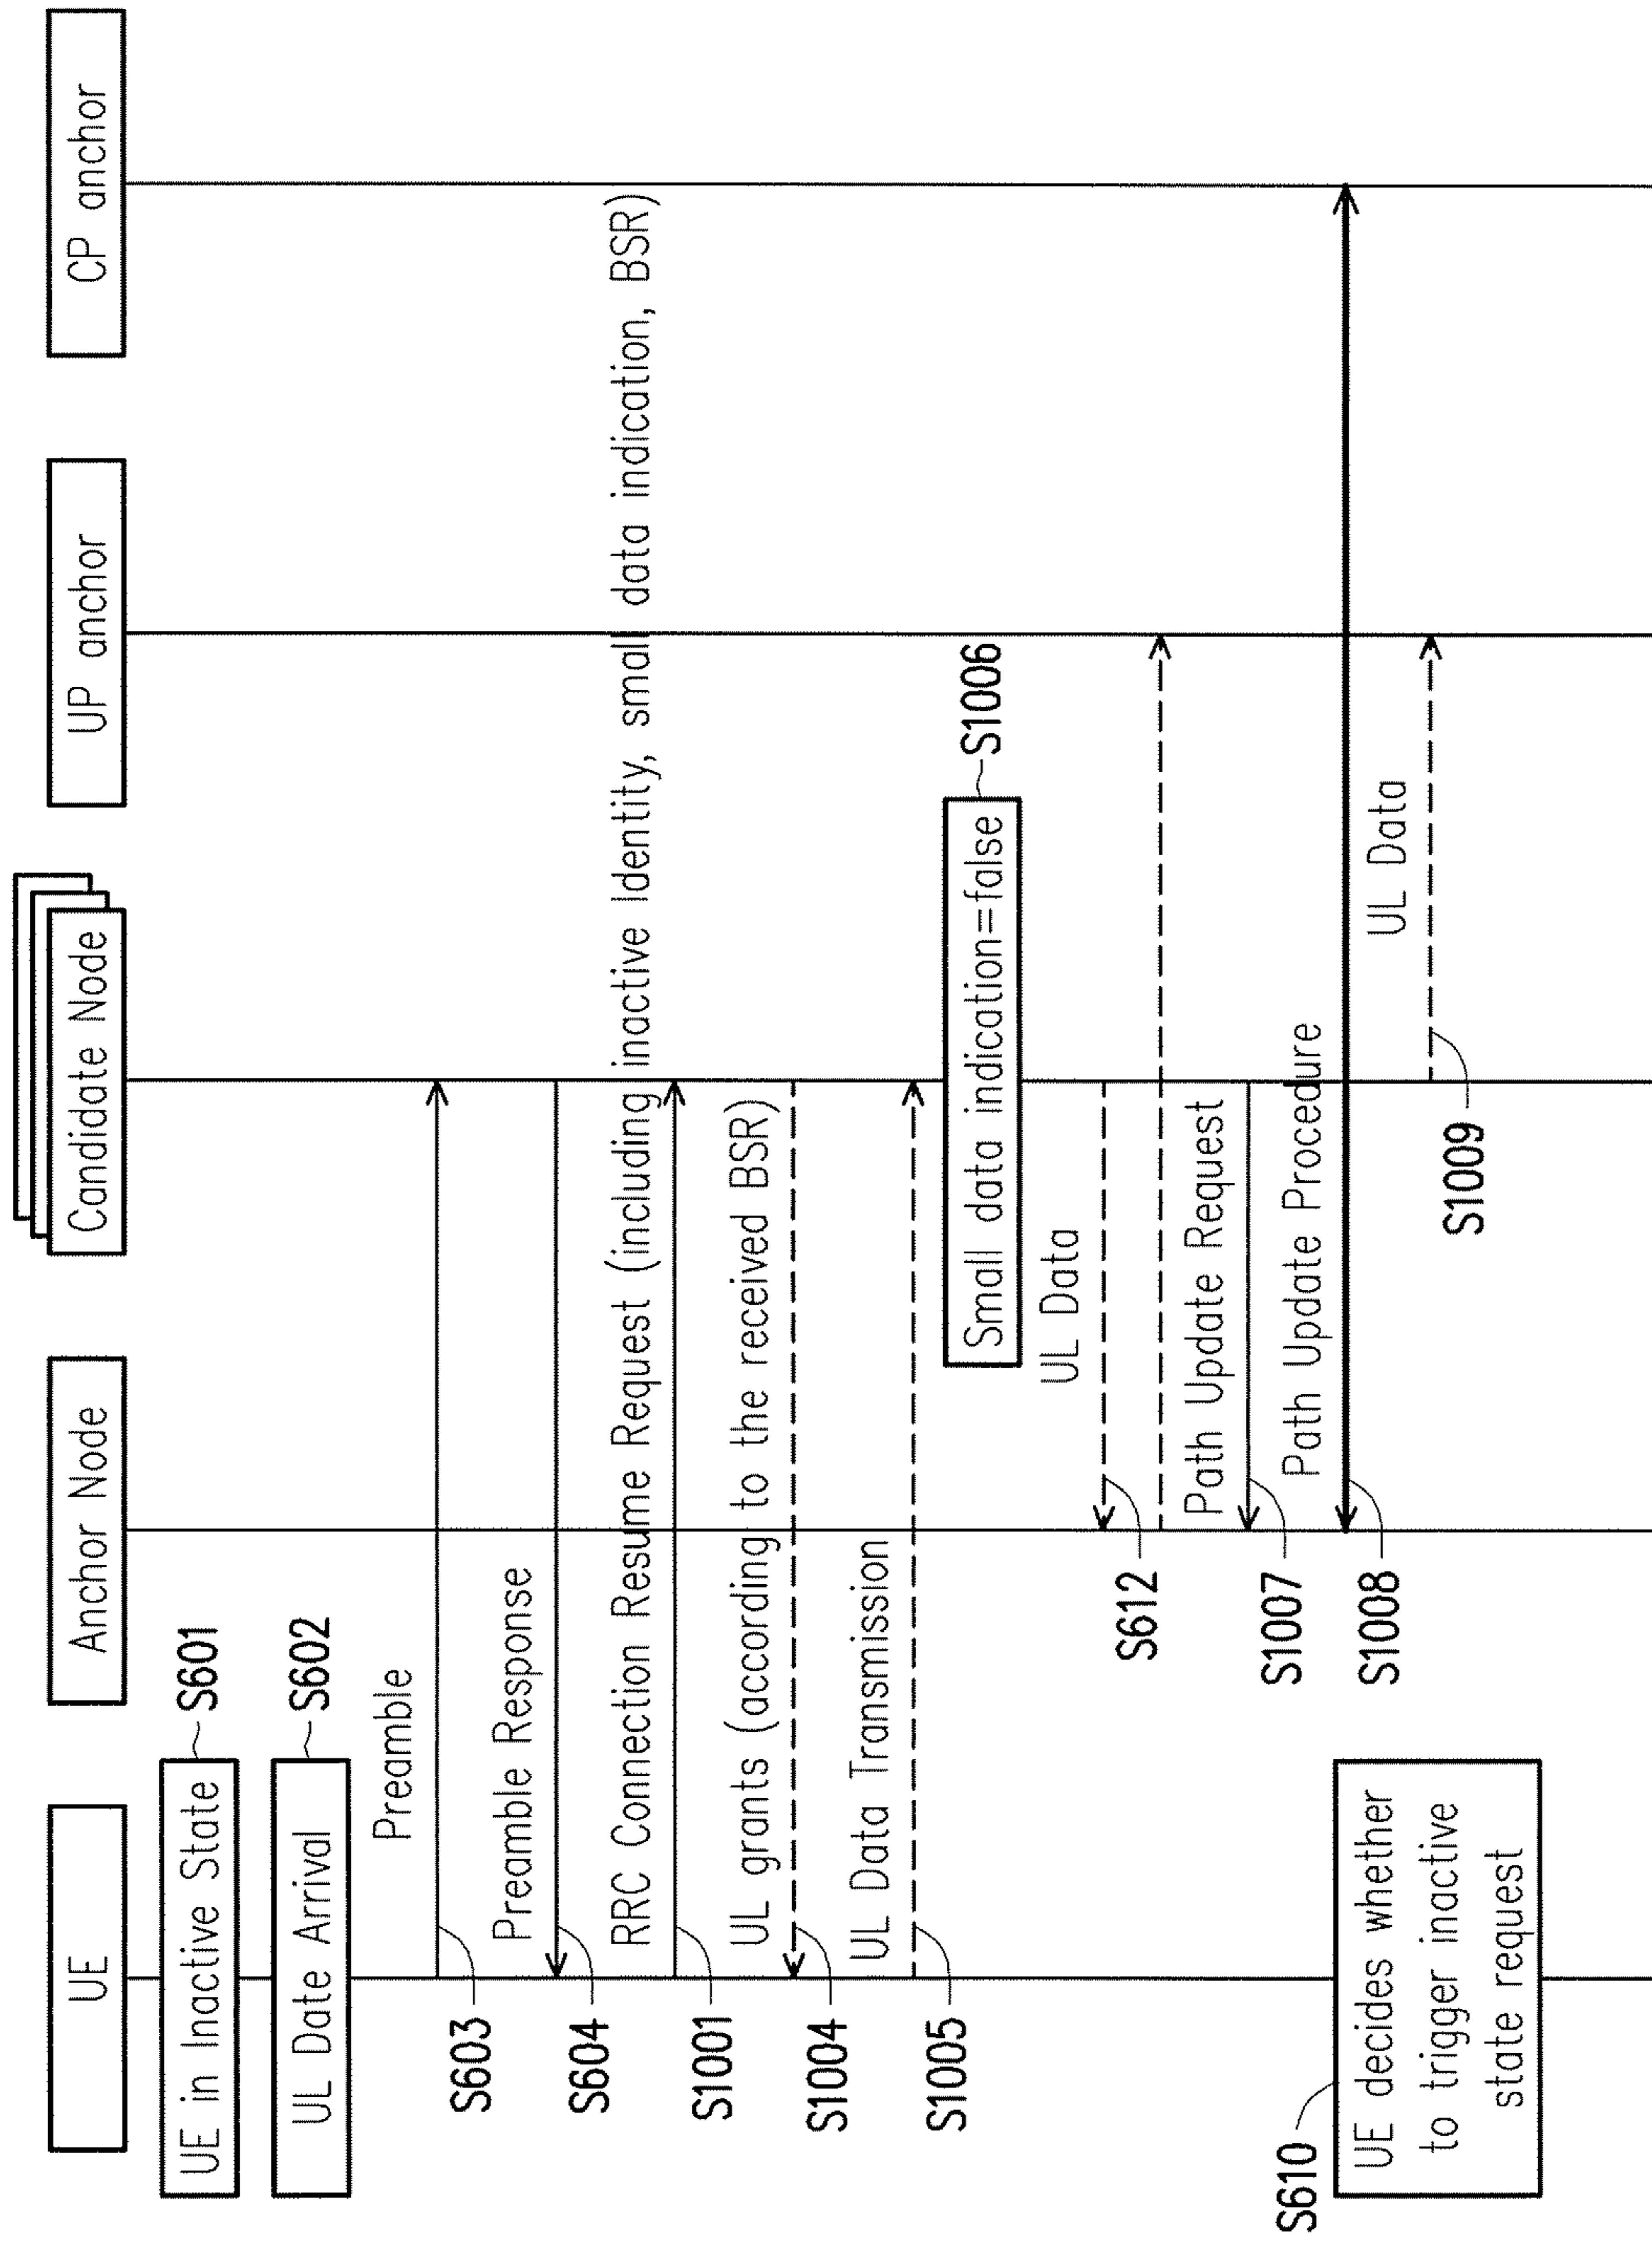 UE
Anchor Node
Candidate Node
UP anchor
CP anchor
UE in Inactive State
S601
UL Date Arrival
S602
Preamble
S603
Preamble Response
S604
RRC Connection Resume Request (including inactive Identity, small data indication, BSR)
S1001
UL grants (according to the received BSR)
S1004
UL Data Transmission
S1005
Small data indication=false
S1006
UL Data
S612
Path Update Request
S1007
Path Update Procedure
S1008
UL Data
S1009
S610
UE decides whether
to trigger inactive
state request